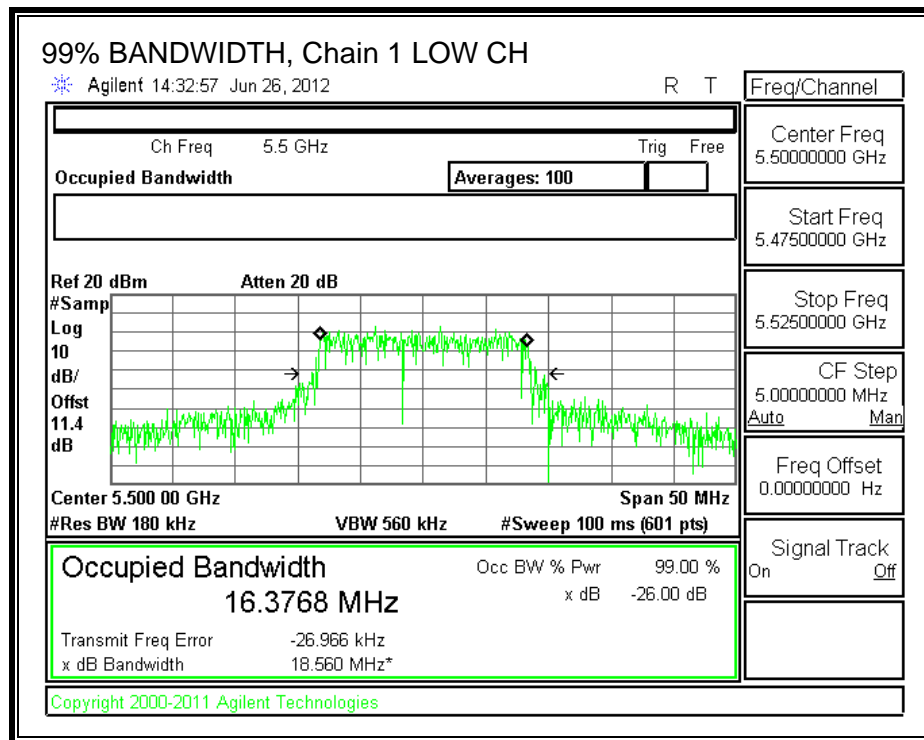 99% BANDWIDTH, Chain 1 LOW CH
Agilent 14:32:57 Jun 26, 2012 R T
Freq/Channel
Ch Freq 5.5 GHz Trig Free
Occupied Bandwidth Averages: 100
Center Freq
5.50000000 GHz
Start Freq
5.47500000 GHz
Stop Freq
5.52500000 GHz
CF Step
5.00000000 MHz
Auto Man
Freq Offset
0.00000000 Hz
Signal Track
On Off
Ref 20 dBm Atten 20 dB
#Samp
Log
10
dB/
Offst
11.4
dB
Center 5.500 00 GHz Span 50 MHz
#Res BW 180 kHz VBW 560 kHz #Sweep 100 ms (601 pts)
Occupied Bandwidth Occ BW % Pwr 99.00 %
16.3768 MHz x dB -26.00 dB
Transmit Freq Error -26.966 kHz
x dB Bandwidth 18.560 MHz*
Copyright 2000-2011 Agilent Technologies